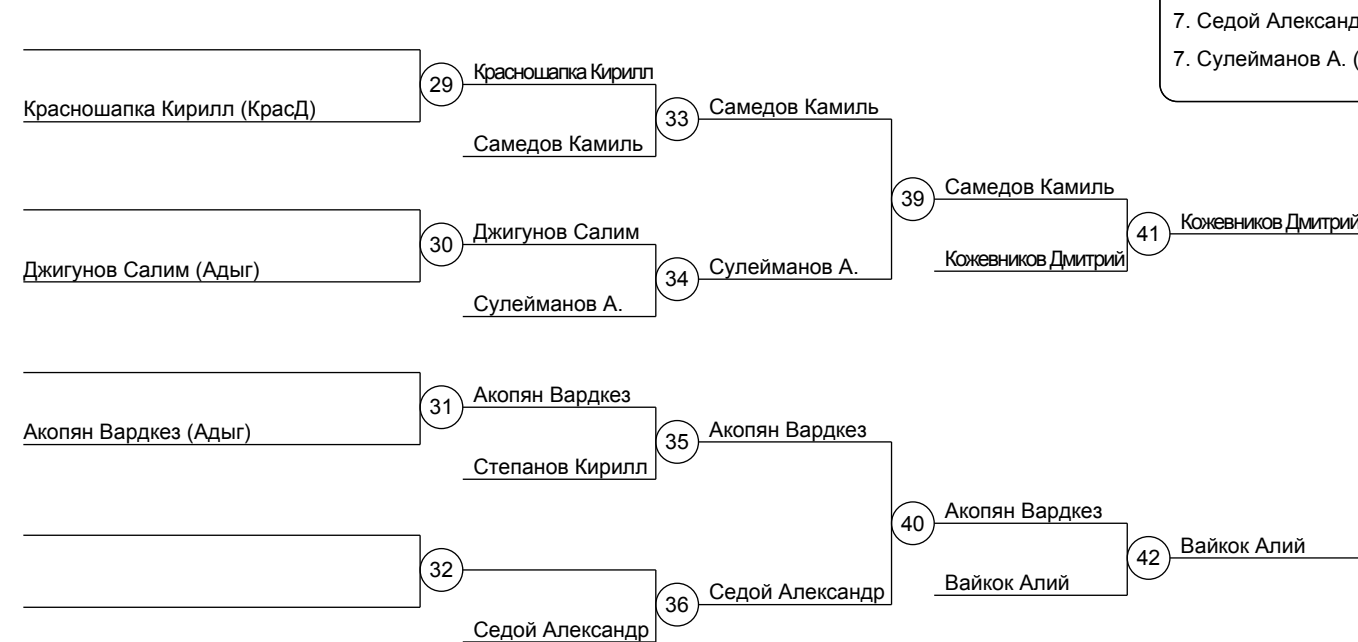 7. Седой Александ
7. Сулейманов А. (
29
Красношапка Кирилл
Красношапка Кирилл (КрасД)
33
Самедов Камиль
Самедов Камиль
39
Самедов Камиль
30
Джигунов Салим
41
Кожевников Дмитрий
Джигунов Салим (Адыг)
34
Сулейманов А.
Кожевников Дмитрий
Сулейманов А.
31
Акопян Вардкез
Акопян Вардкез (Адыг)
35
Акопян Вардкез
Степанов Кирилл
40
Акопян Вардкез
32
42
Вайкок Алий
36
Седой Александр
Вайкок Алий
Седой Александр